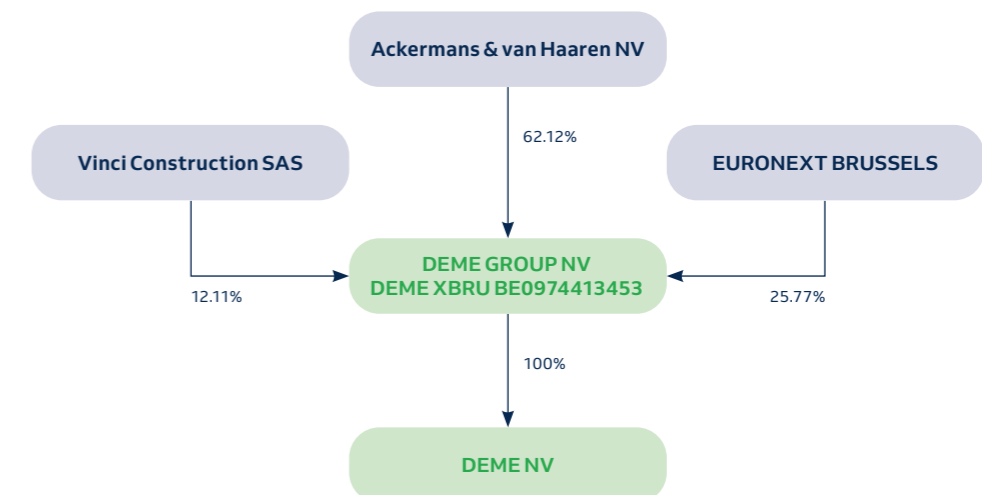 Ackermans & van Haaren NV
62.12%
Vinci Construction SAS
EURONEXT BRUSSELS
DEME GROUP NV
DEME XBRU BE0974413453
12.11%
25.77%
100%
DEME NV